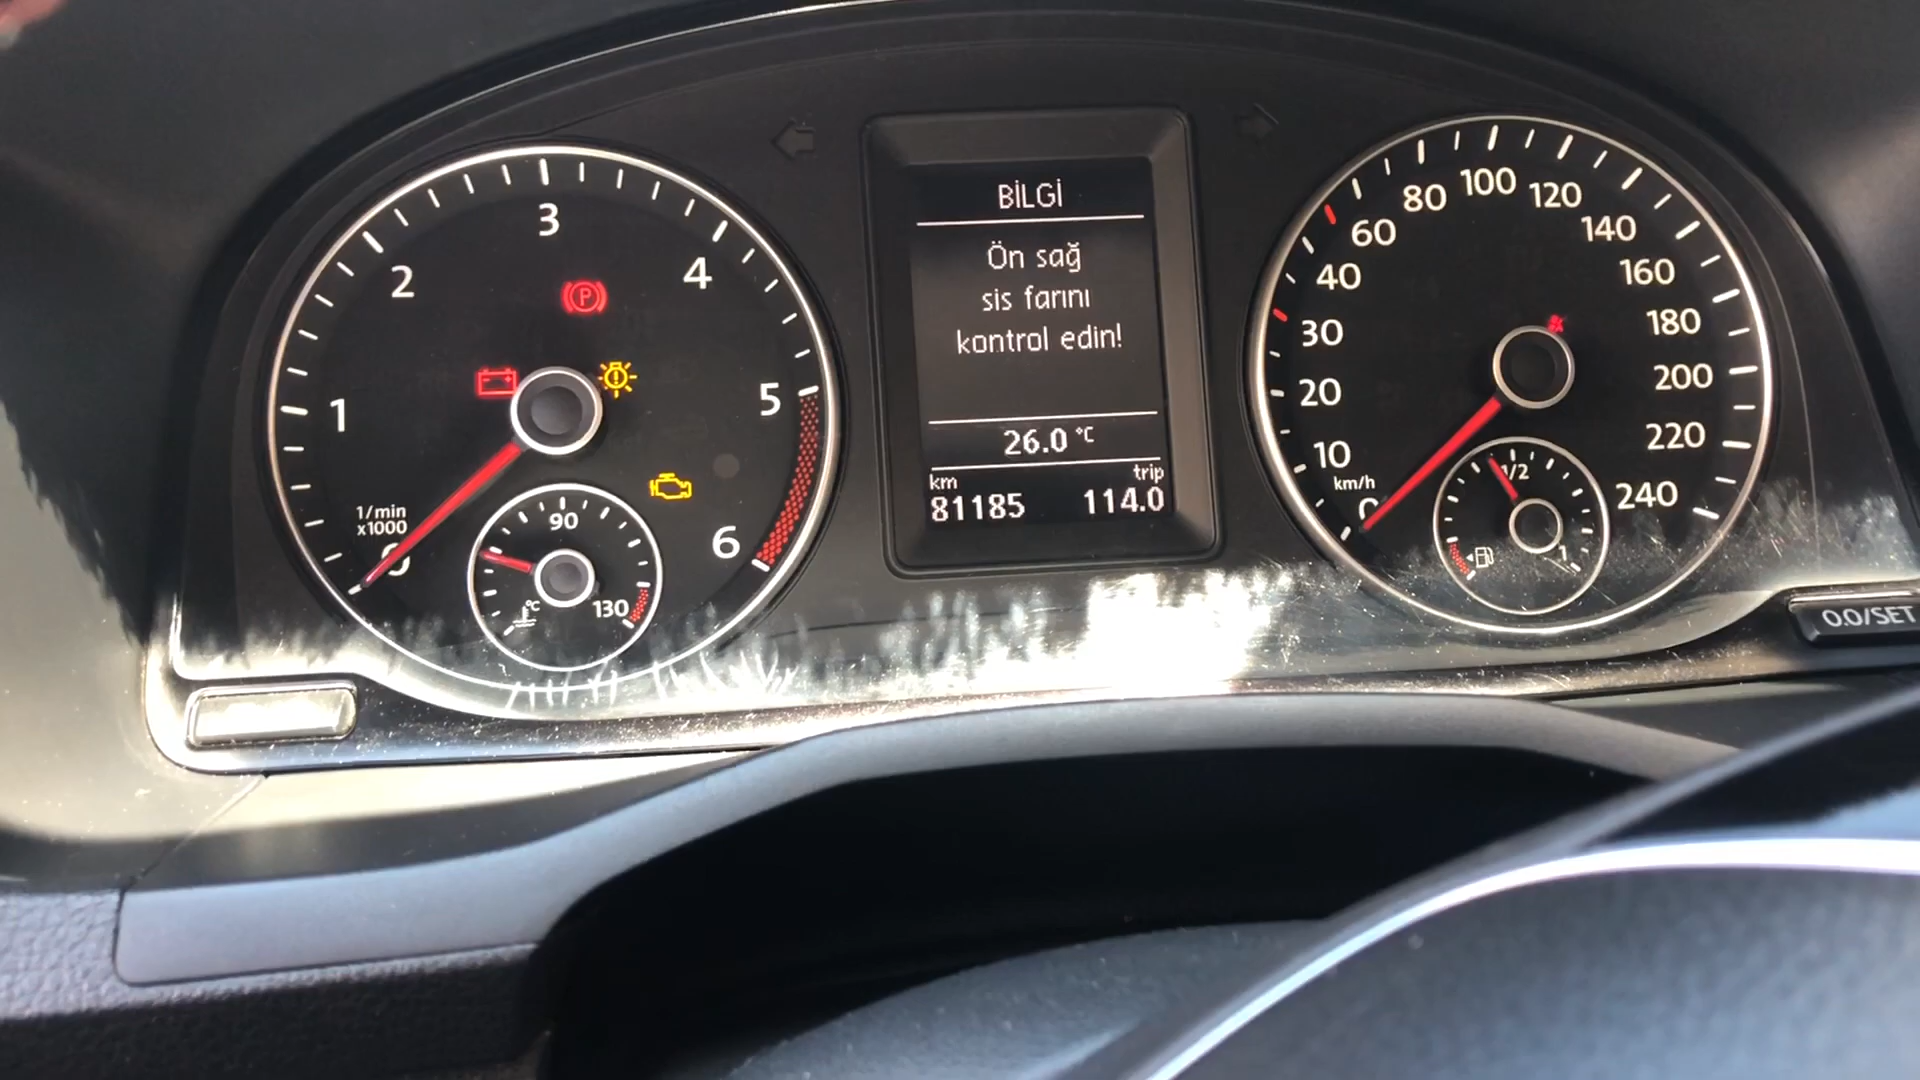 1/min
x1000
0
1
2
3
4
5
6
P
90
130
°C
BİLGİ
Ön sağ
sis farını
kontrol edin!
26.0 °C
km
trip
81185
114.0
km/h
0
10
20
30
40
60
80
100
120
140
160
180
200
220
240
1/2
1
0.0/SET